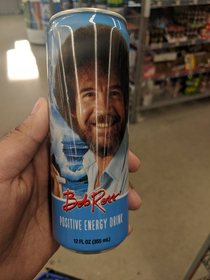 Bob Ross
POSITIVE ENERGY DRINK
12 FL OZ (355 mL)